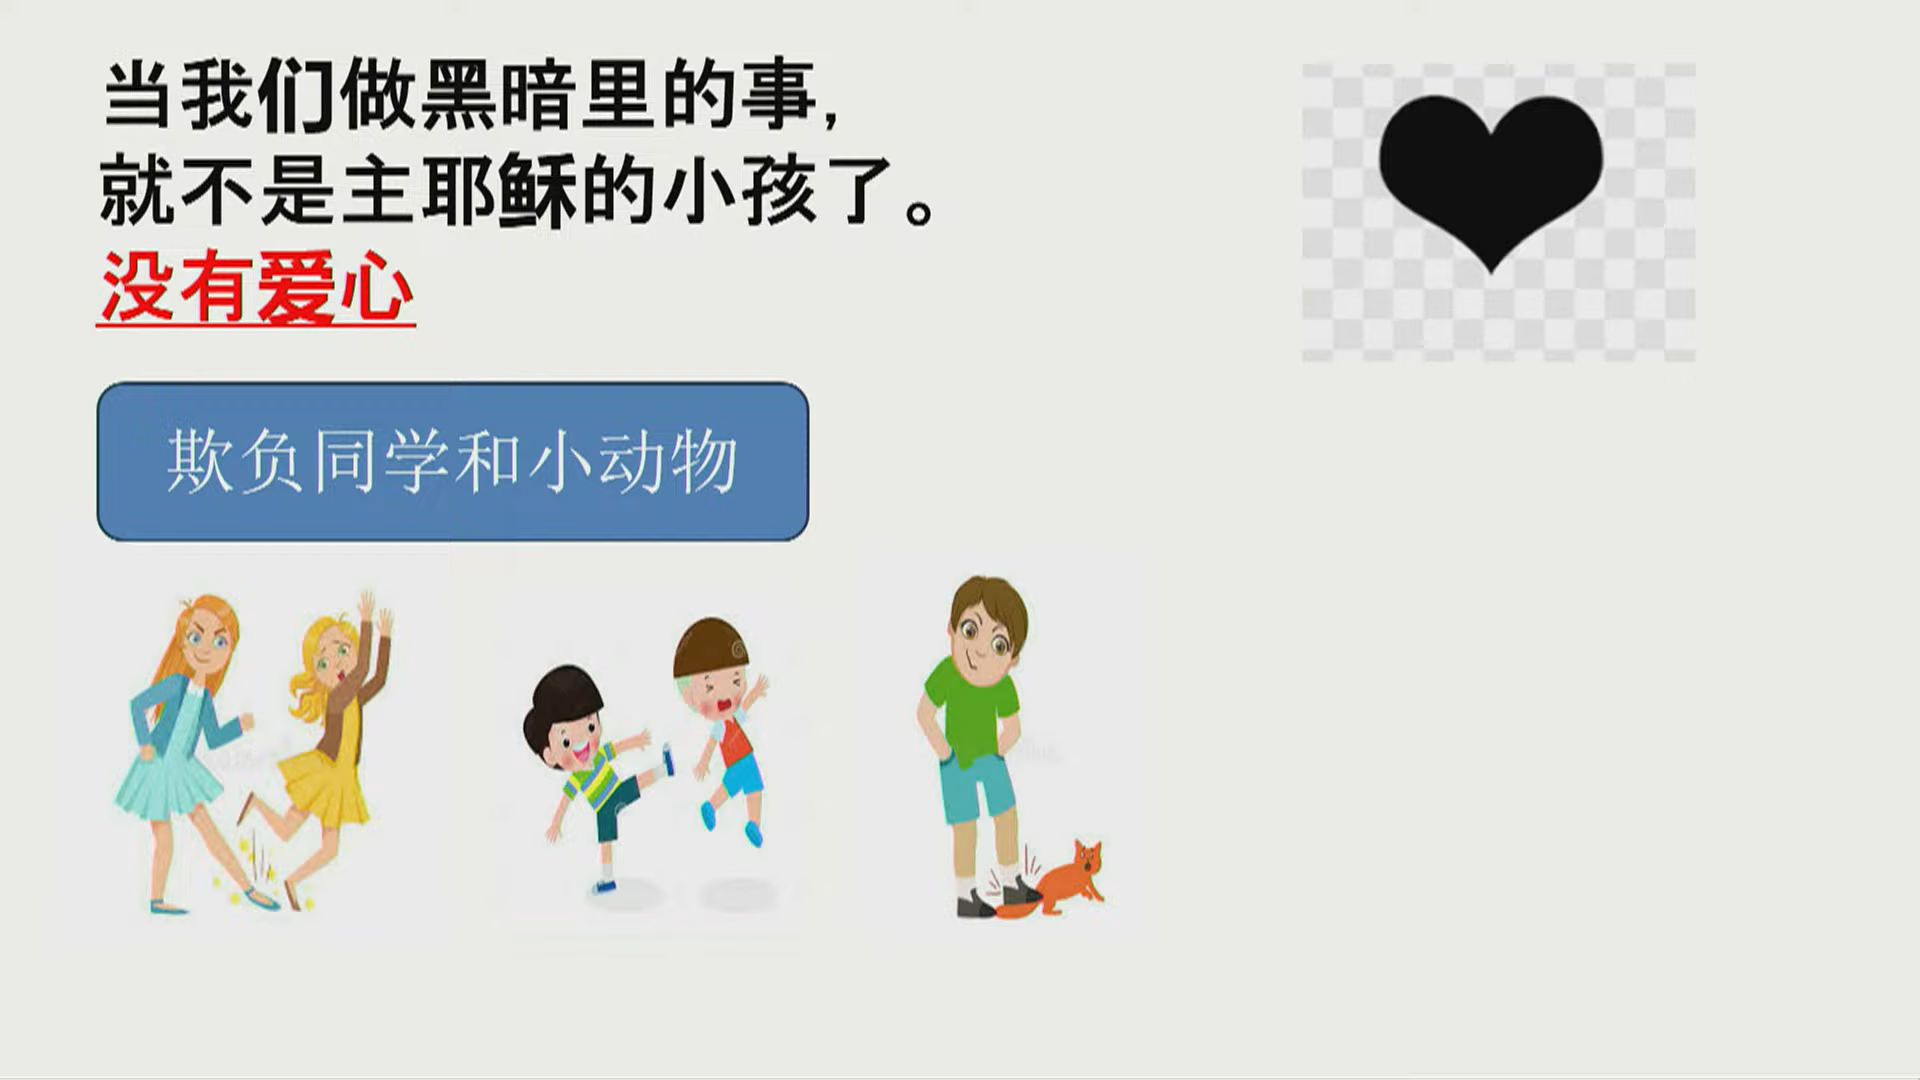 当我们做黑暗里的事,
就不是主耶稣的小孩了。
没有爱心
欺负同学和小动物